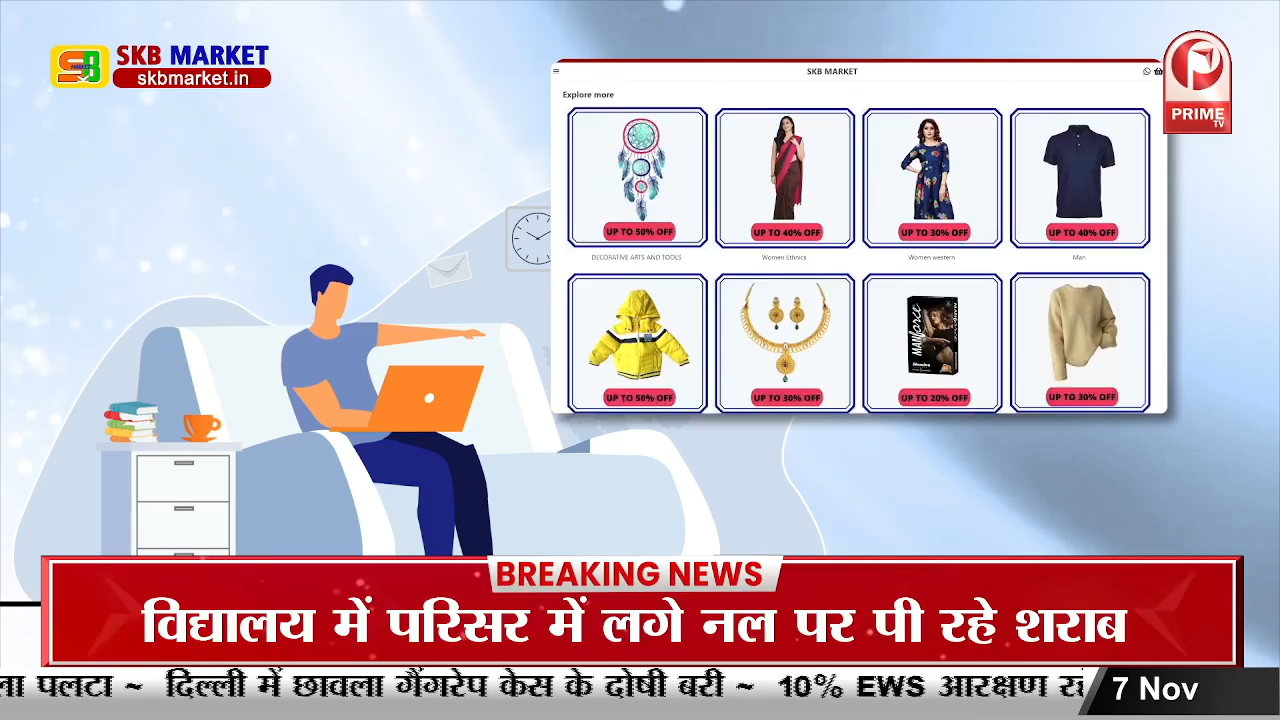 SKB MARKET
skbmarket.in
SKB MARKET
PRIME
TV
Explore more
UP TO 50% OFF
UP TO 40% OFF
UP TO 30% OFF
UP TO 40% OFF
DECORATIVE ARTS AND TOOLS
Women Ethnics
Women western
Man
MANforce
UP TO 50% OFF
UP TO 30% OFF
UP TO 20% OFF
UP TO 30% OFF
BREAKING NEWS
विद्यालय में परिसर में लगे नल पर पी रहे शराब
ला पलटा ~ दिल्ली में छावला गैंगरेप केस के दोषी बरी ~ 10% EWS आरक्षण
7 Nov